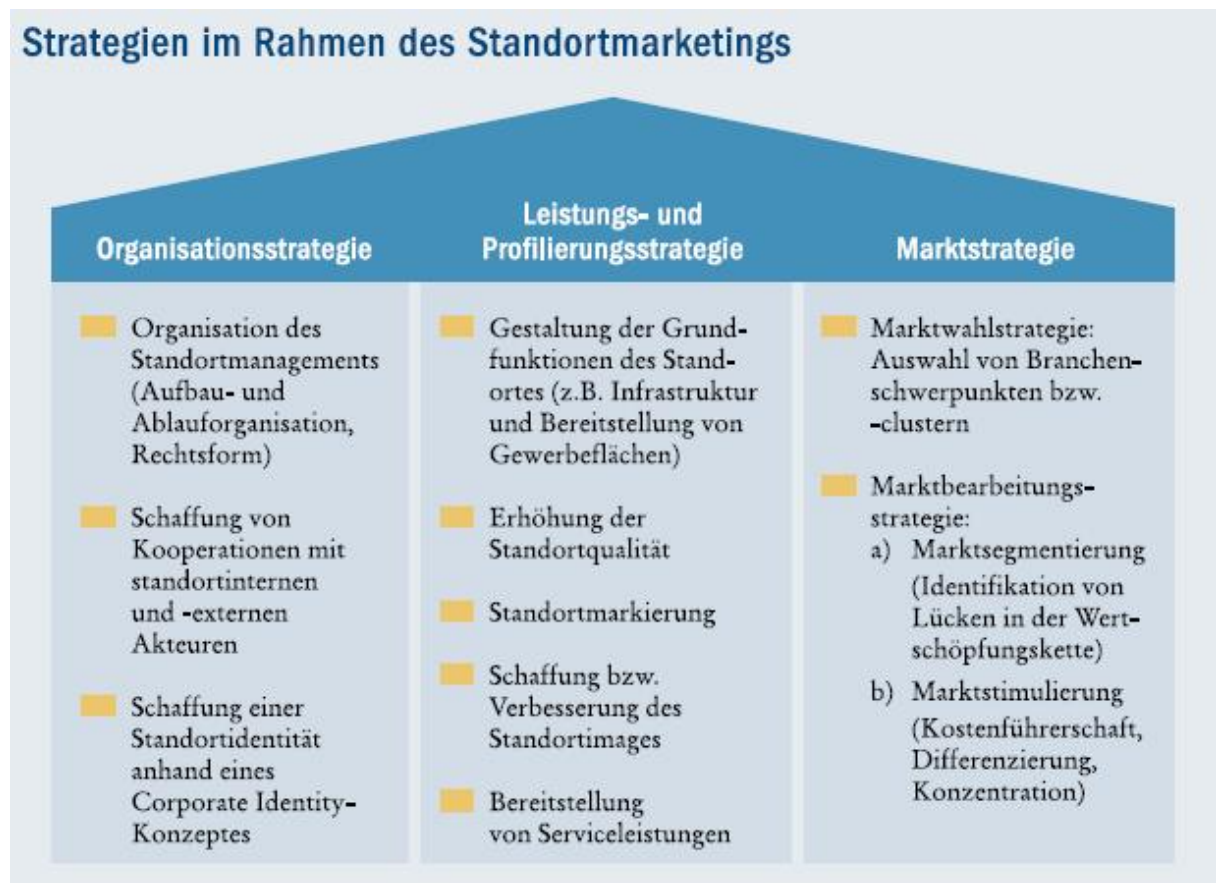 Strategien im Rahmen des Standortmarketings
Organisationsstrategie
Leistungs- und
Profilierungsstrategie
Marktstrategie
Organisation des
Standortmanagements
(Aufbau- und
Ablauforganisation,
Rechtsform)
Schaffung von
Kooperationen mit
standortinternen
und -externen
Akteuren
Schaffung einer
Standortidentität
anhand eines
Corporate Identity-
Konzeptes
Gestaltung der Grund-
funktionen des Stand-
ortes (z.B. Infrastruktur
und Bereitstellung von
Gewerbeflächen)
Erhöhung der
Standortqualität
Standortmarkierung
Schaffung bzw.
Verbesserung des
Standortimages
Bereitstellung
von Serviceleistungen
Marktwahlstrategie:
Auswahl von Branchen-
schwerpunkten bzw.
-clustern
Marktbearbeitungs-
strategie:
a) Marktsegmentierung
(Identifikation von
Lücken in der Wert-
schöpfungskette)
b) Marktstimulierung
(Kostenführerschaft,
Differenzierung,
Konzentration)